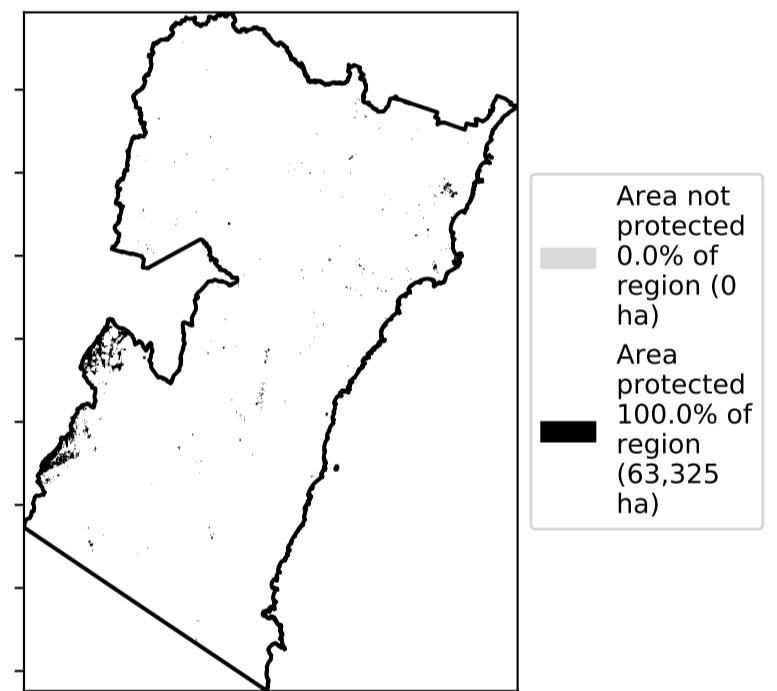 Area not
protected
0.0% of
region (0
ha)
Area
protected
100.0% of
region
(63,325
ha)